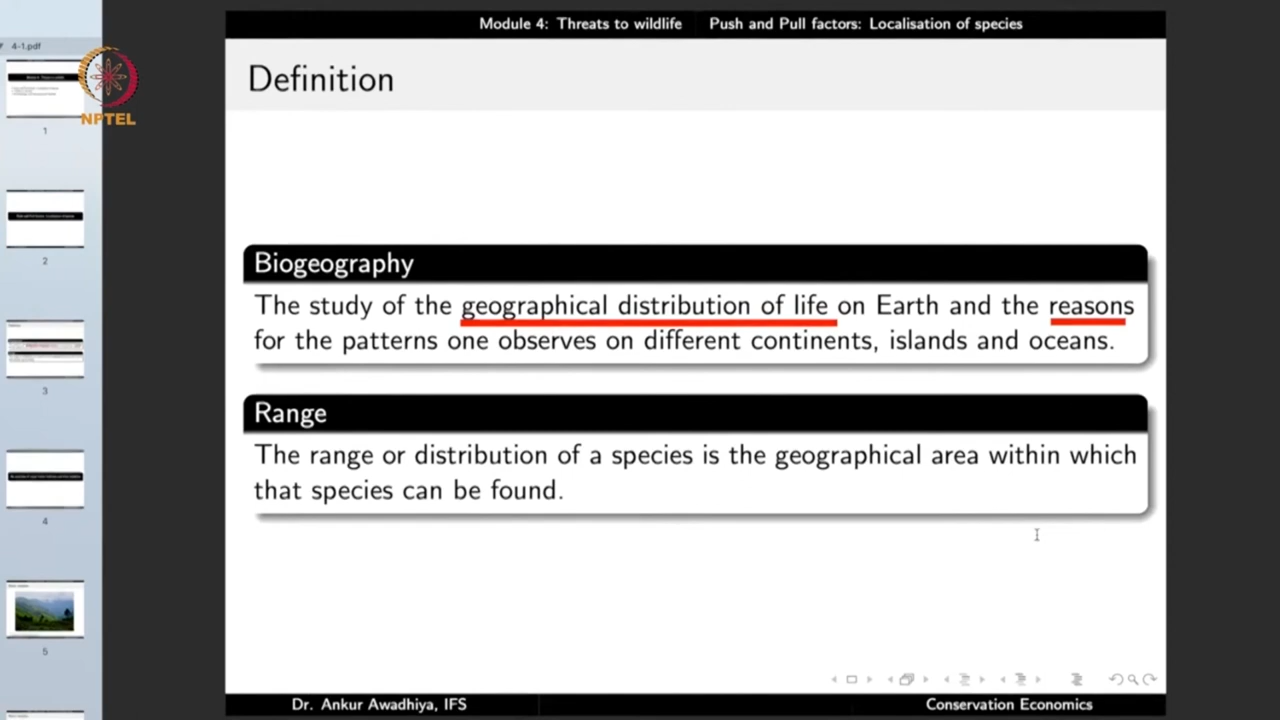 Module 4: Threats to wildlife Push and Pull factors: Localisation of species
4-1.pdf
NPTEL
Definition
Biogeography
The study of the geographical distribution of life on Earth and the reasons
for the patterns one observes on different continents, islands and oceans.
Range
The range or distribution of a species is the geographical area within which
that species can be found.
1
2
3
4
5
Dr. Ankur Awadhiya, IFS Conservation Economics